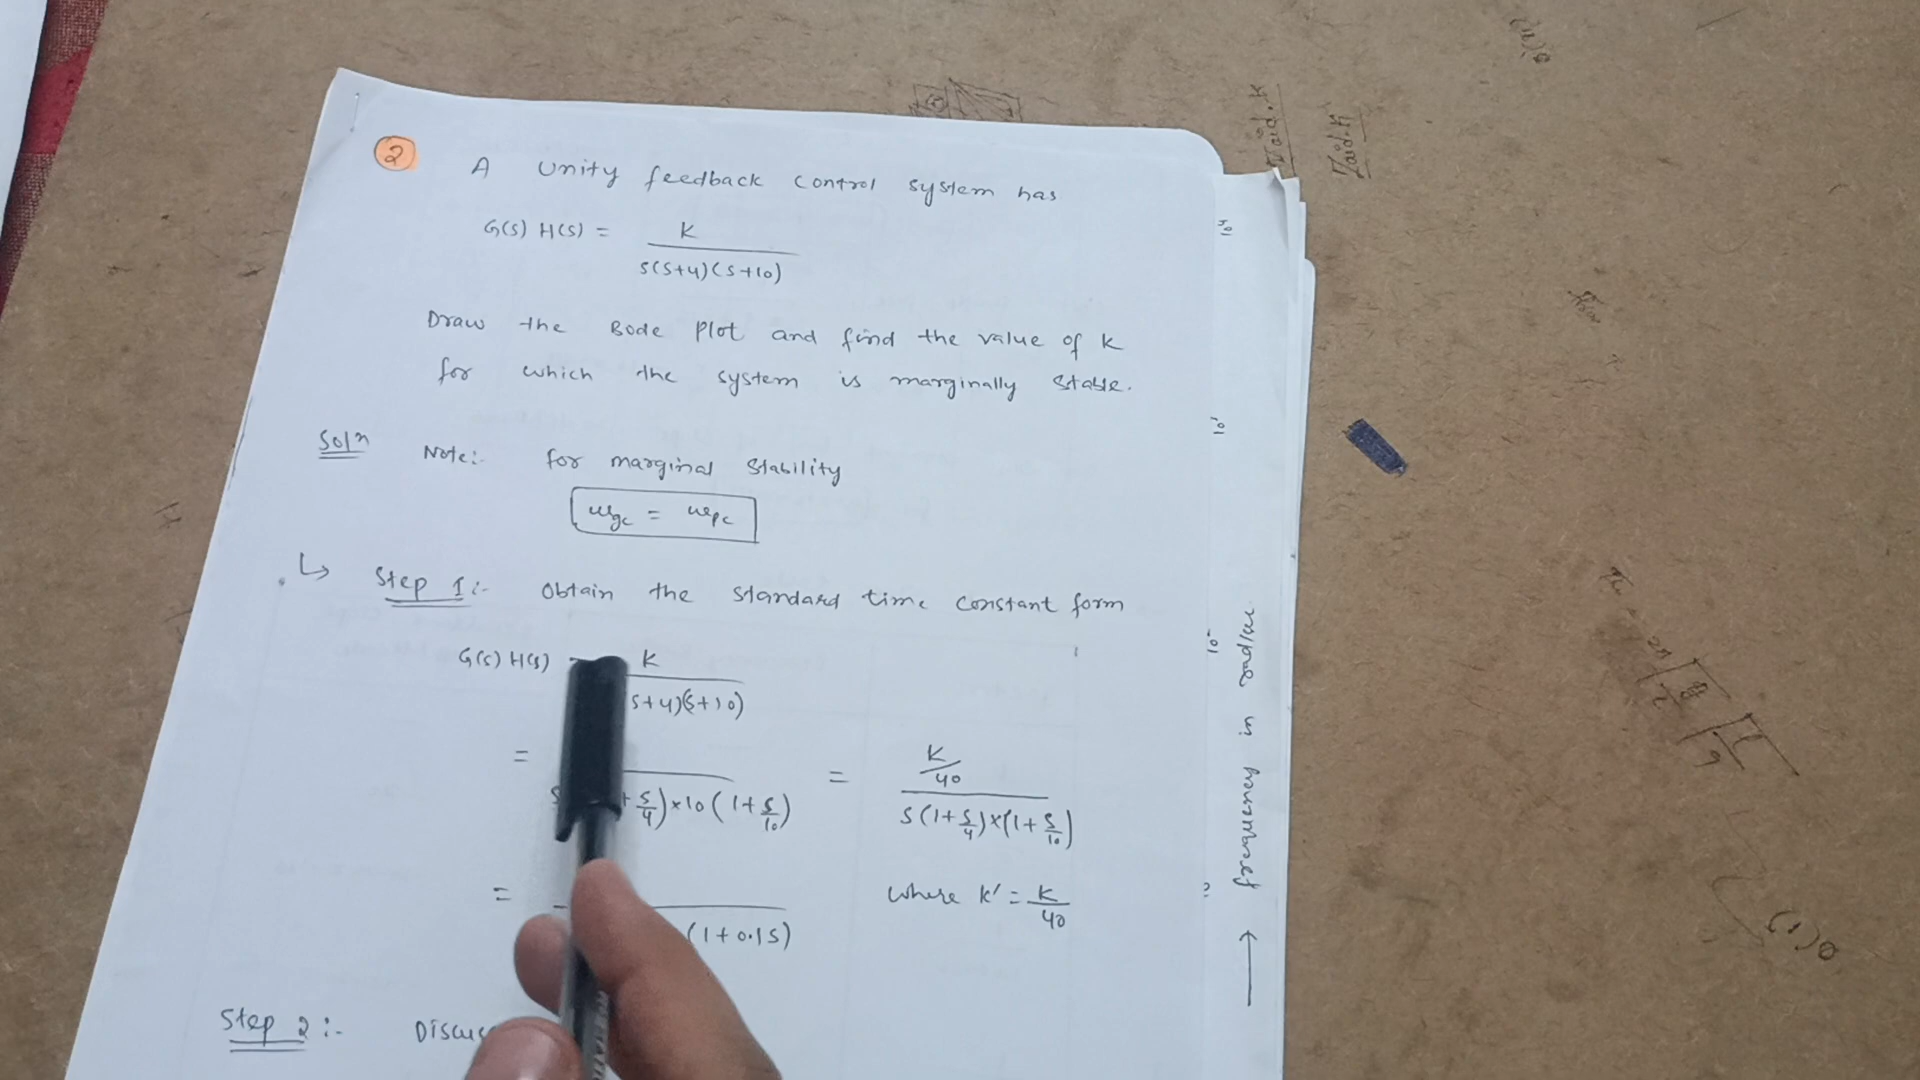 2
A unity feedback control system has
G(s) H(s) = K
s(s+4)(s+10)
Draw the Bode Plot and find the value of K
for which the system is marginally stable.
Soln Note:- for marginal stability
ωgc = ωpc
↳ Step 1:- Obtain the standard time constant form
G(s) H(s) K
s+4)(s+10)
= = K/40
+ s/4)×10(1+s/10) s(1+s/4)×(1+s/10)
= where K' = K/40
(1+0.1s)
Step 2:-
→ frequency in rad/sec
Zaid.K
Zaid.K